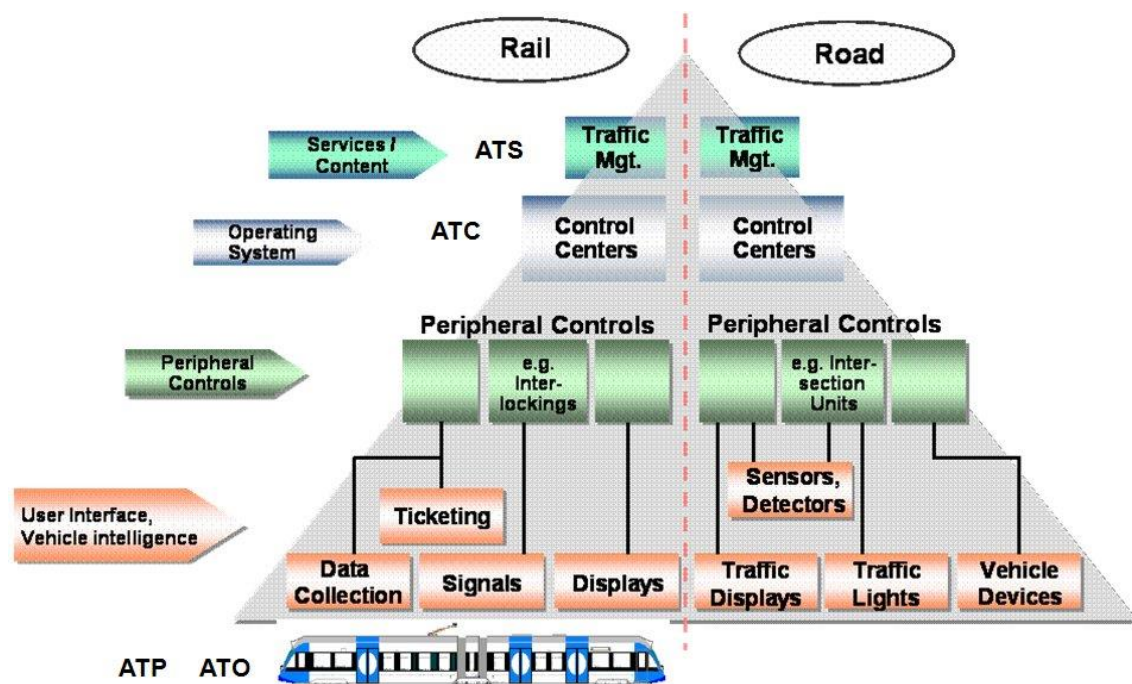 Rail
Road
Services /
Content
ATS
Traffic
Mgt.
Traffic
Mgt.
Operating
System
ATC
Control
Centers
Control
Centers
Peripheral Controls
Peripheral Controls
Peripheral
Controls
e.g.
Inter-
lockings
e.g. Inter-
section
Units
User Interface,
Vehicle intelligence
Ticketing
Sensors,
Detectors
Data
Collection
Signals
Displays
Traffic
Displays
Traffic
Lights
Vehicle
Devices
ATP ATO